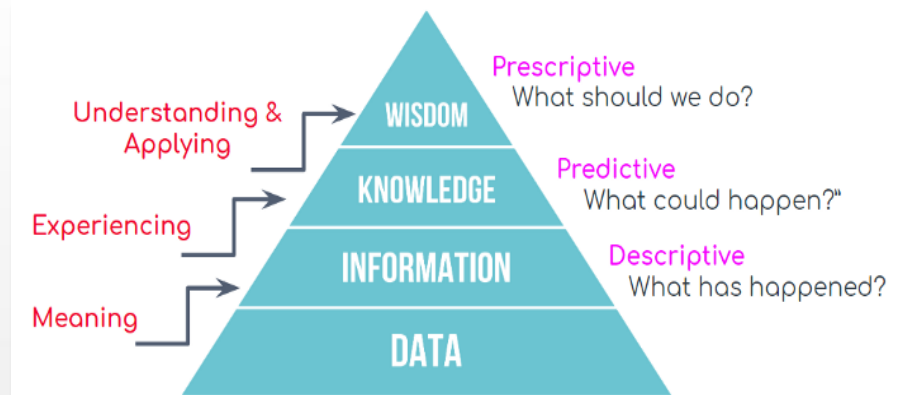 Prescriptive
What should we do?
Understanding &
Applying
WISDOM
Predictive
What could happen?"
KNOWLEDGE
Experiencing
Descriptive
What has happened?
INFORMATION
Meaning
DATA